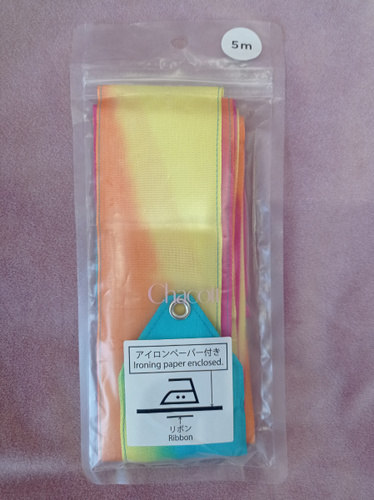 5m
Chacott
アイロンペーパー付き
Ironing paper enclosed.
リボン
Ribbon